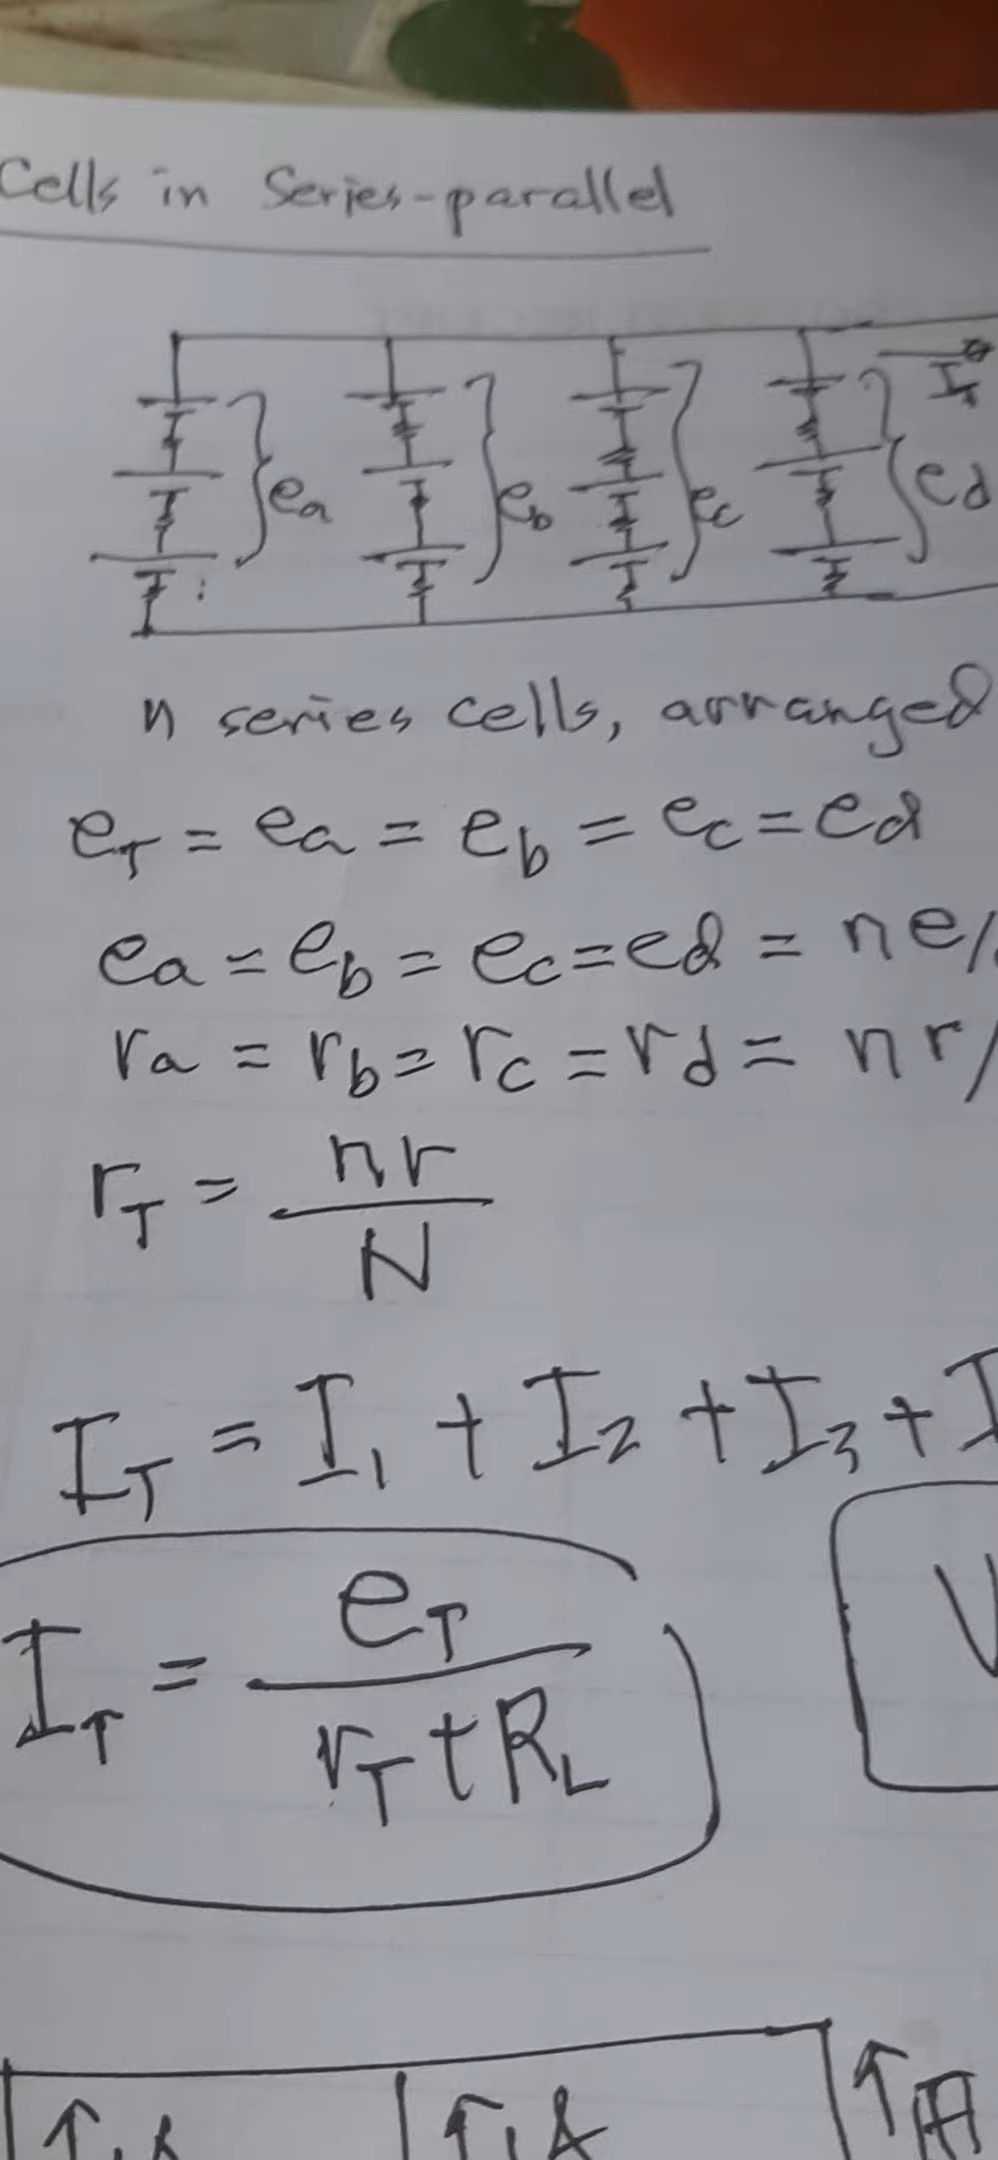 Cells in Series-parallel
ea eb ec ed IT
n series cells, arranged
eT = ea = eb = ec = ed
ea = eb = ec = ed = ne/
ra = rb = rc = rd = nr/
rT = nr
N
IT = I1 + I2 + I3 + I
IT = eT
rT + RL
V